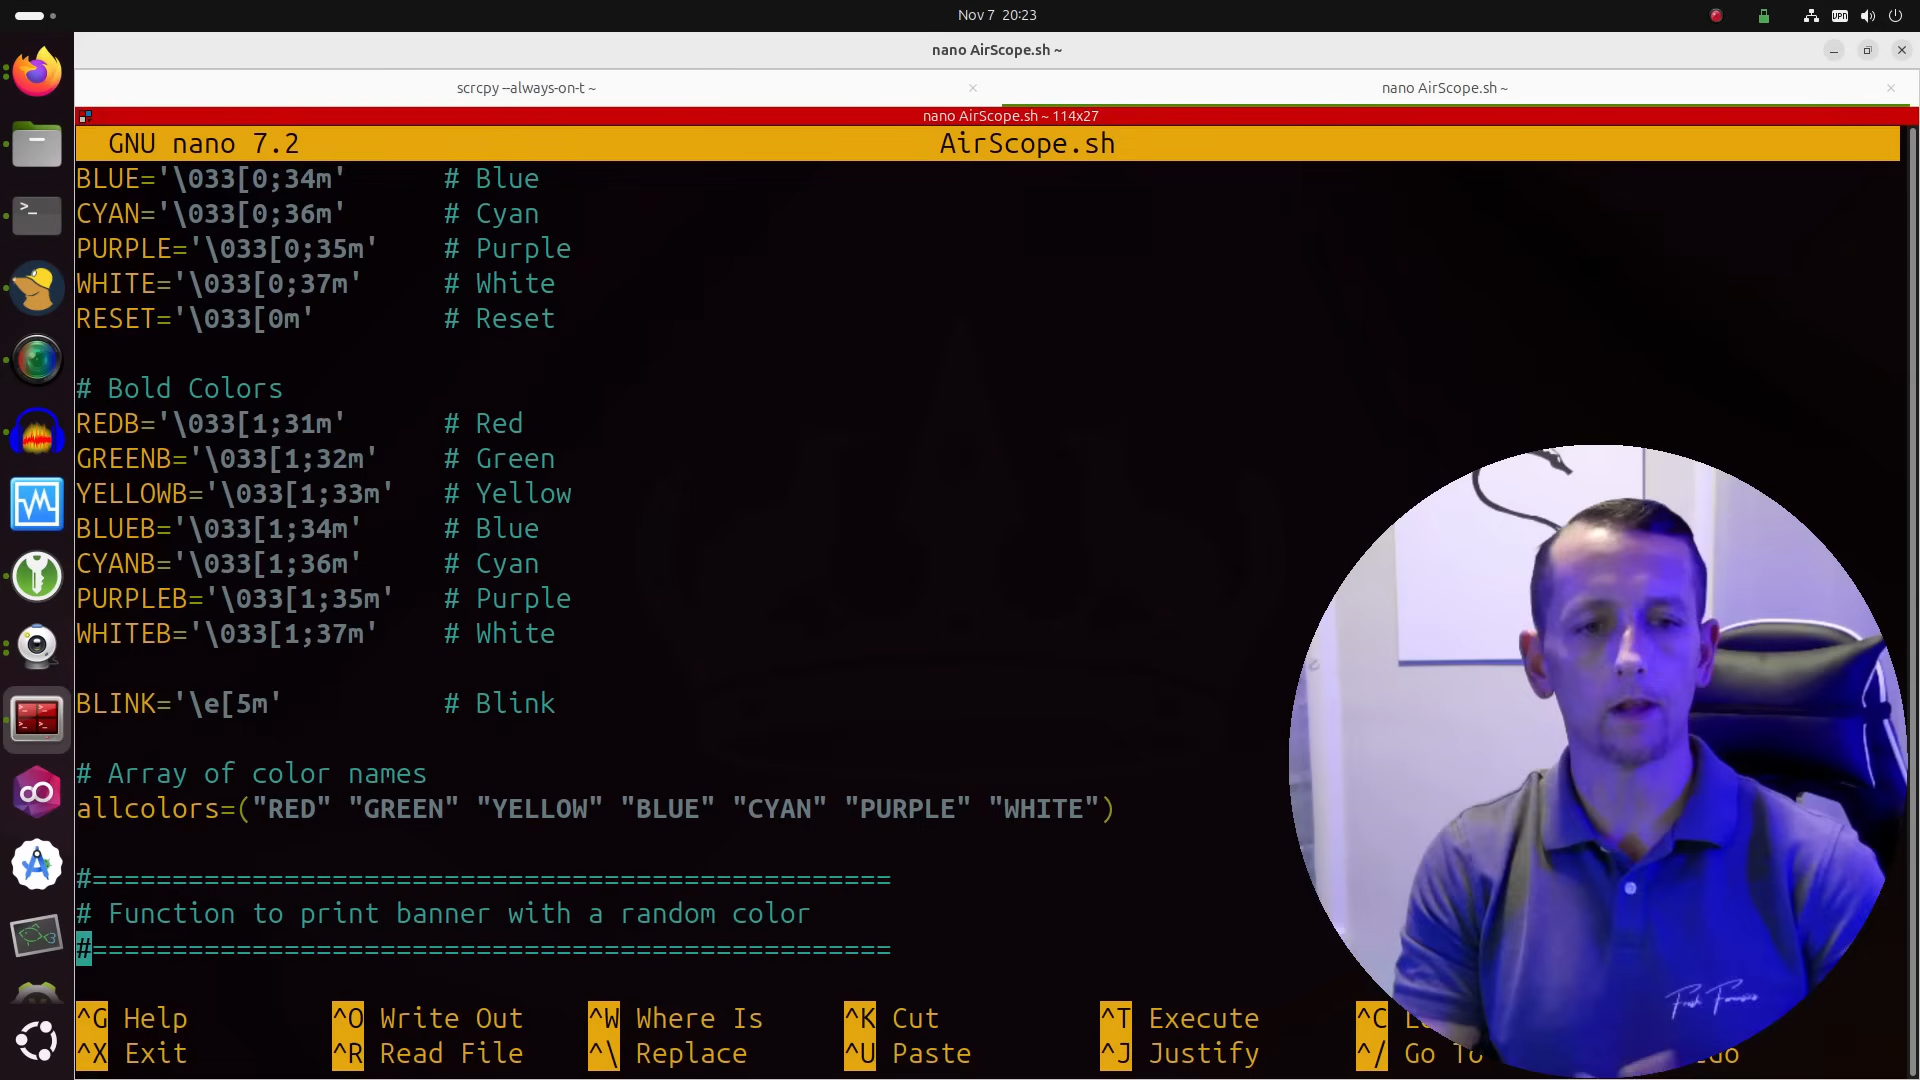 Nov 7 20:23
VPN
nano AirScope.sh ~
scrcpy --always-on-t ~
nano AirScope.sh ~
nano AirScope.sh ~ 114x27
GNU nano 7.2
AirScope.sh
BLUE='\033[0;34m' # Blue
CYAN='\033[0;36m' # Cyan
PURPLE='\033[0;35m' # Purple
WHITE='\033[0;37m' # White
RESET='\033[0m' # Reset
# Bold Colors
REDB='\033[1;31m' # Red
GREENB='\033[1;32m' # Green
YELLOWB='\033[1;33m' # Yellow
BLUEB='\033[1;34m' # Blue
CYANB='\033[1;36m' # Cyan
PURPLEB='\033[1;35m' # Purple
WHITEB='\033[1;37m' # White
BLINK='\e[5m' # Blink
# Array of color names
allcolors=("RED" "GREEN" "YELLOW" "BLUE" "CYAN" "PURPLE" "WHITE")
#==================================================
# Function to print banner with a random color
#==================================================
^G Help ^O Write Out ^W Where Is ^K Cut ^T Execute ^C
^X Exit ^R Read File ^\ Replace ^U Paste ^J Justify ^/ Go To